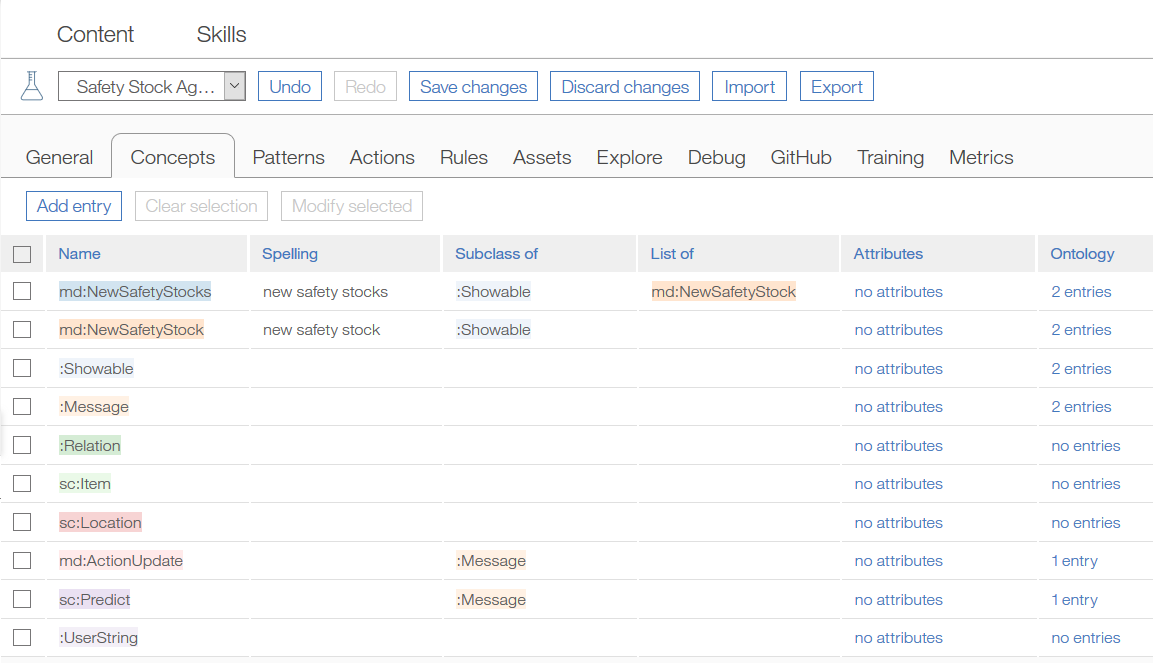 Content Skills
Safety Stock Ag... Undo Redo Save changes Discard changes Import Export
General Concepts Patterns Actions Rules Assets Explore Debug GitHub Training Metrics
Add entry Clear selection Modify selected
Name Spelling Subclass of List of Attributes Ontology
md:NewSafetyStocks new safety stocks :Showable md:NewSafetyStock no attributes 2 entries
md:NewSafetyStock new safety stock :Showable no attributes 2 entries
:Showable no attributes 2 entries
:Message no attributes 2 entries
:Relation no attributes no entries
sc:Item no attributes no entries
sc:Location no attributes no entries
md:ActionUpdate :Message no attributes 1 entry
sc:Predict :Message no attributes 1 entry
:UserString no attributes no entries